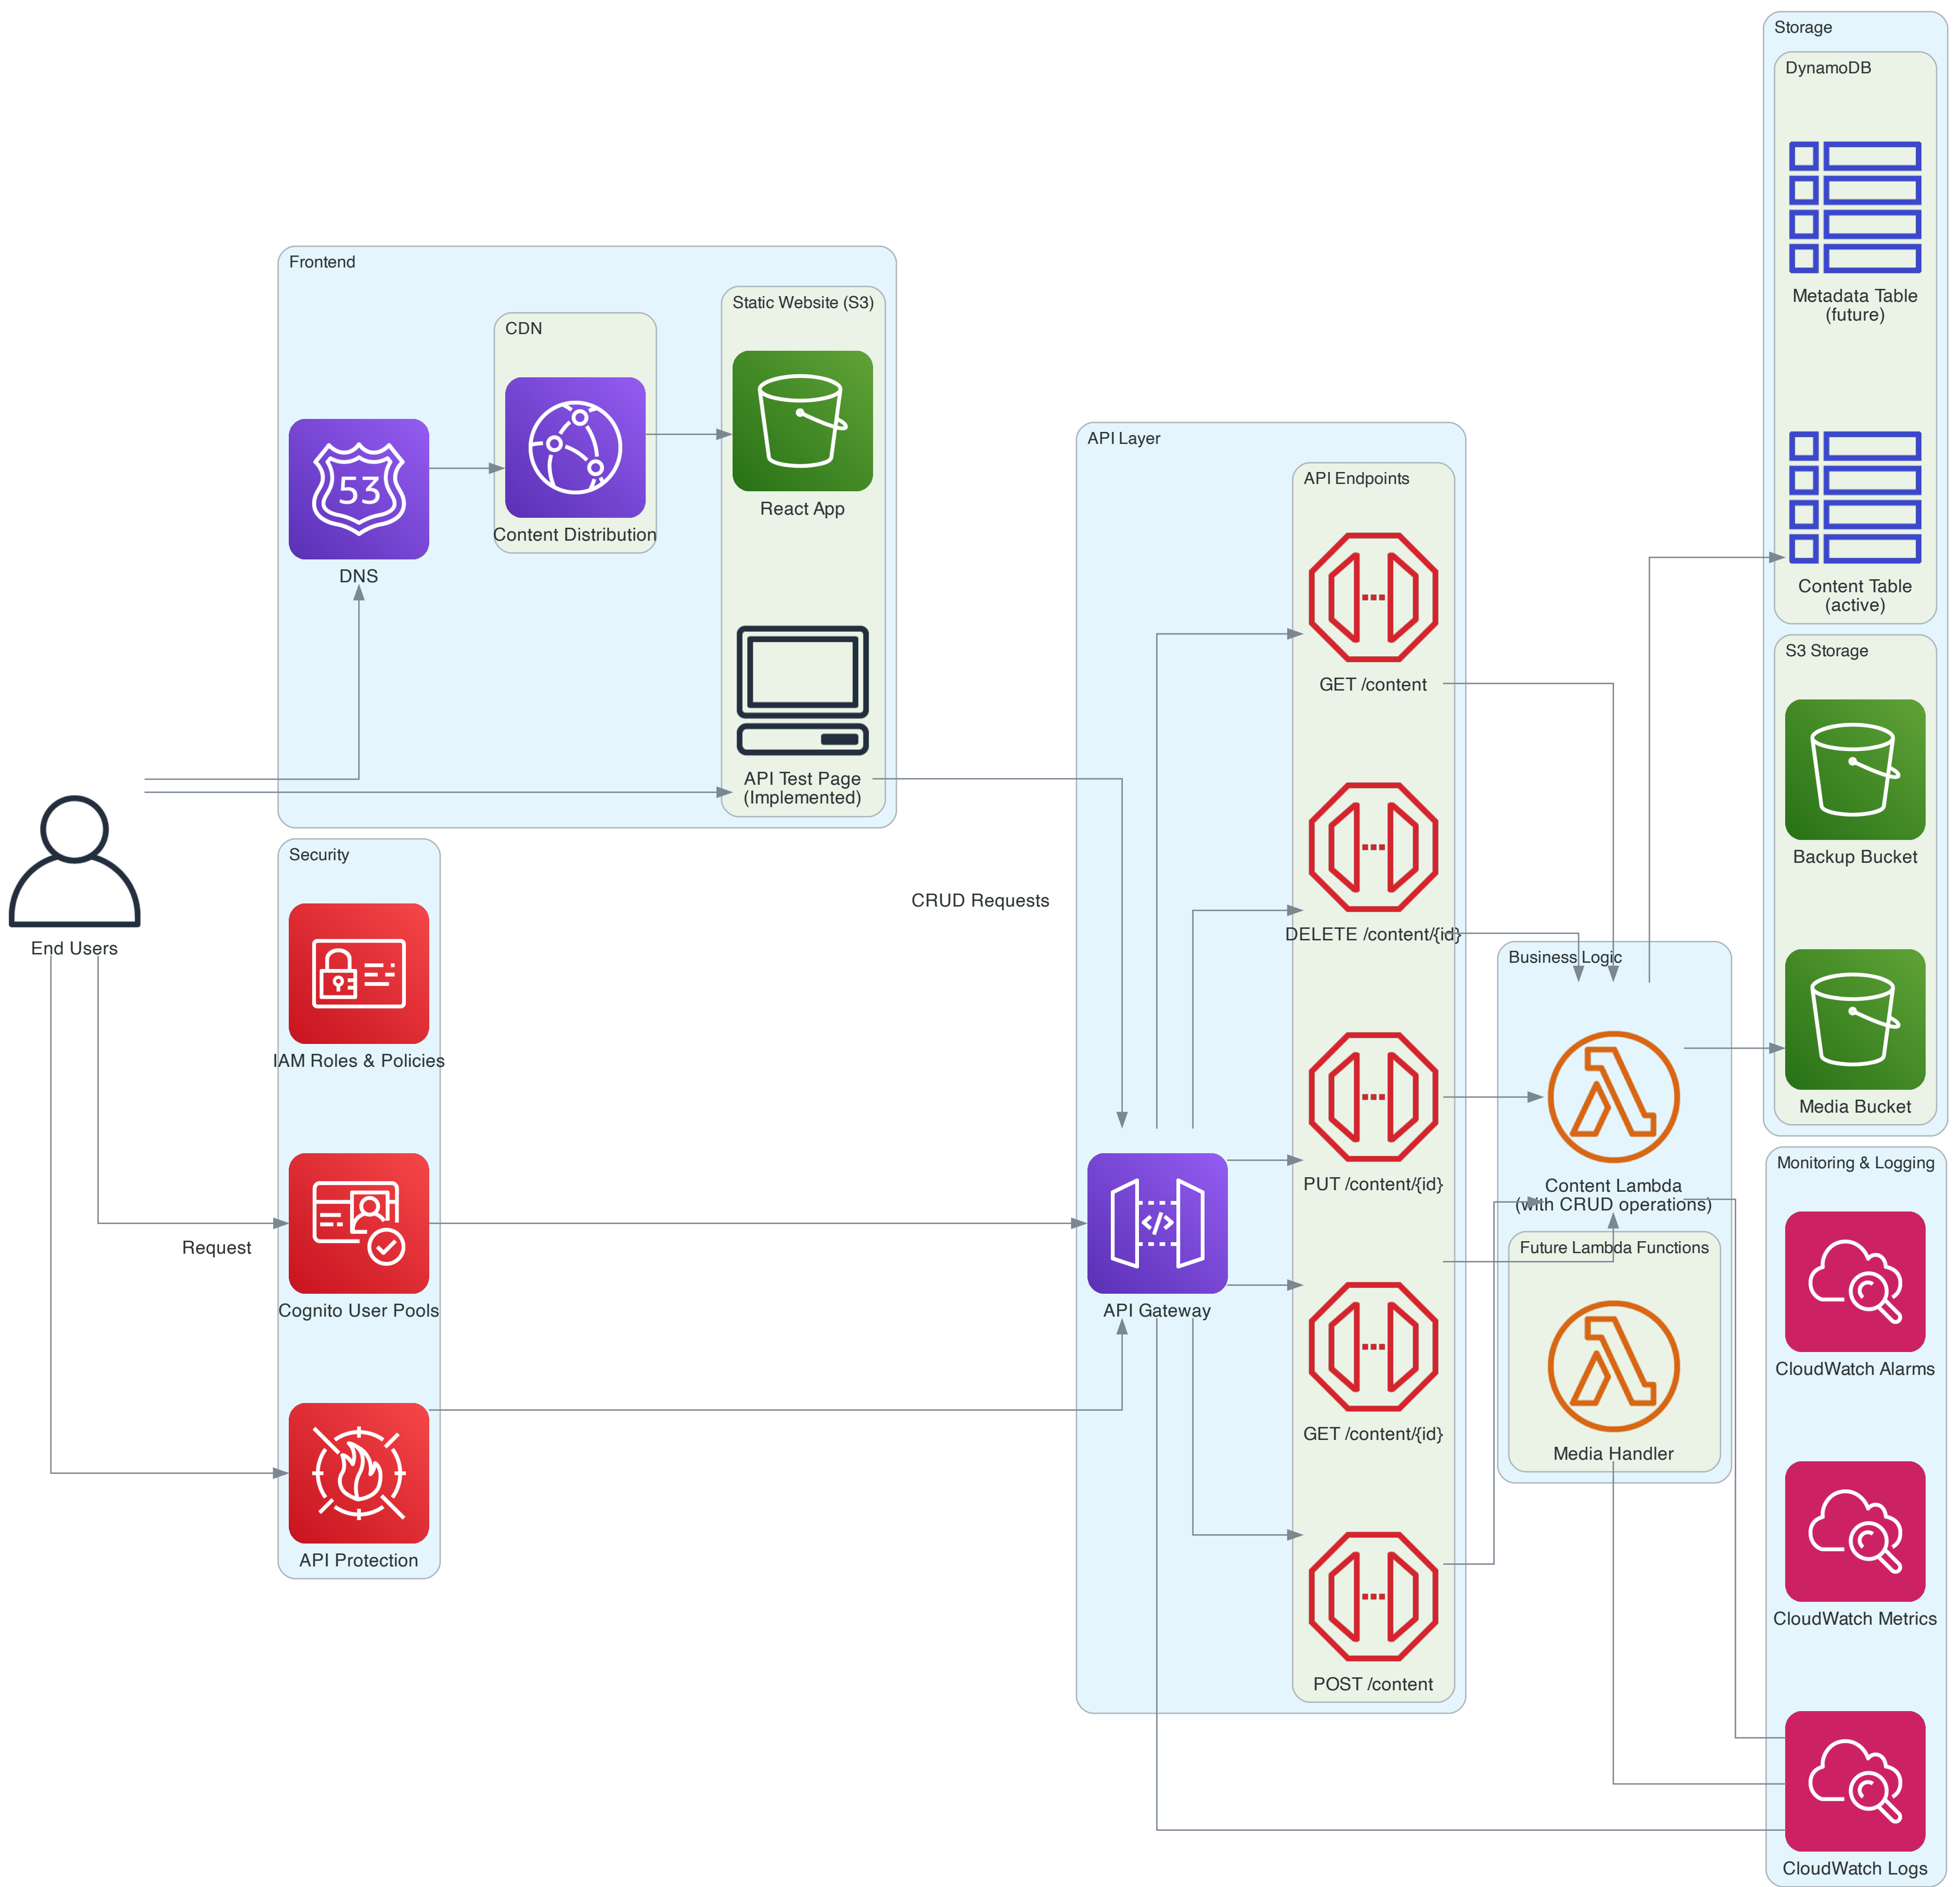 Storage
DynamoDB
Metadata Table
(future)
Content Table
(active)
S3 Storage
Backup Bucket
Media Bucket
Frontend
Static Website (S3)
CDN
53
React App
Content Distribution
DNS
API Test Page
(Implemented)
End Users
Security
IAM Roles & Policies
Cognito User Pools
API Protection
Request
CRUD Requests
API Layer
API Endpoints
GET /content
DELETE /content/{id}
PUT /content/{id}
API Gateway
GET /content/{id}
POST /content
Business Logic
Content Lambda
(with CRUD operations)
Future Lambda Functions
Media Handler
Monitoring & Logging
CloudWatch Alarms
CloudWatch Metrics
CloudWatch Logs